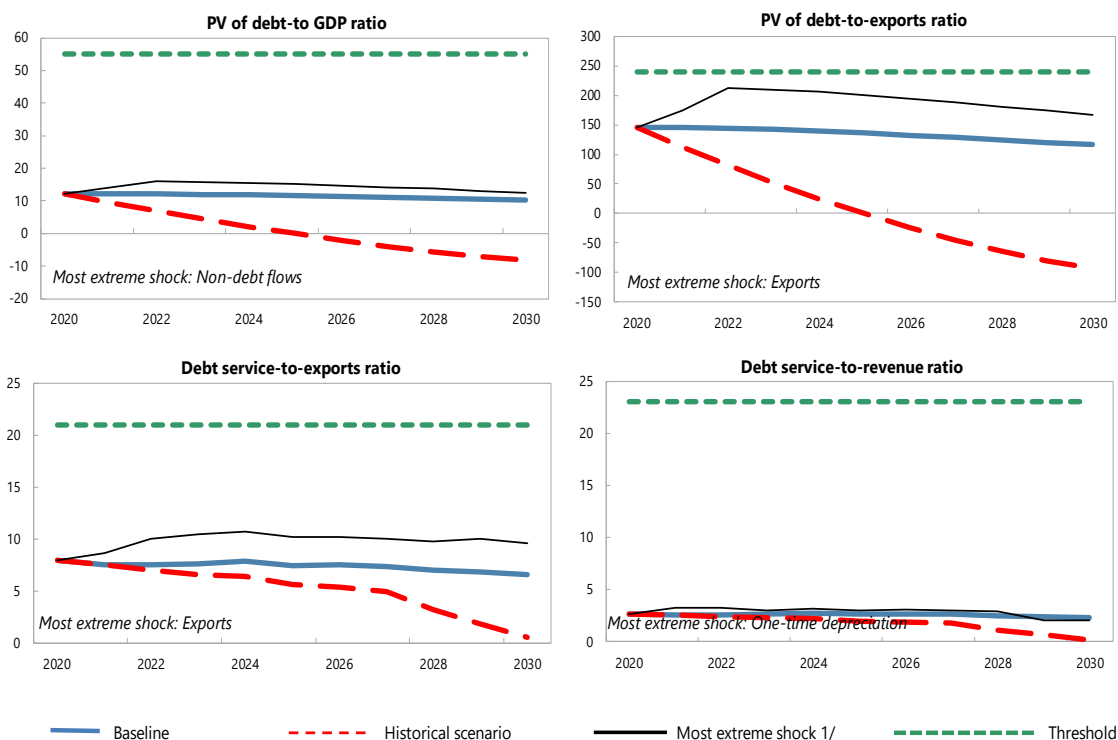 PV of debt-to GDP ratio
60
50
40
30
20
10
0
-10
-20
Most extreme shock: Non-debt flows
2020 2022 2024 2026 2028 2030
PV of debt-to-exports ratio
300
250
200
150
100
50
0
-50
-100
-150
Most extreme shock: Exports
2020 2022 2024 2026 2028 2030
Debt service-to-exports ratio
25
20
15
10
5
0
Most extreme shock: Exports
2020 2022 2024 2026 2028 2030
Debt service-to-revenue ratio
25
20
15
10
5
0
Most extreme shock: One-time depreciation
2020 2022 2024 2026 2028 2030
Baseline Historical scenario Most extreme shock 1/ Threshold